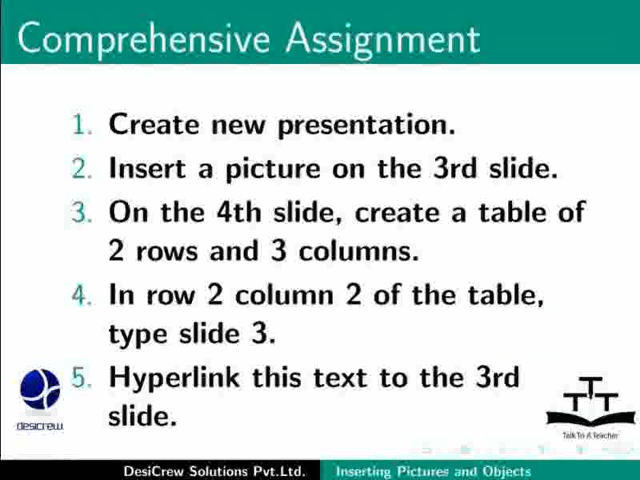 Comprehensive Assignment
1. Create new presentation.
2. Insert a picture on the 3rd slide.
3. On the 4th slide, create a table of
2 rows and 3 columns.
4. In row 2 column 2 of the table,
type slide 3.
5. Hyperlink this text to the 3rd
slide.
desicrew
TTT
Talk To A Teacher
DesiCrew Solutions Pvt.Ltd. Inserting Pictures and Objects